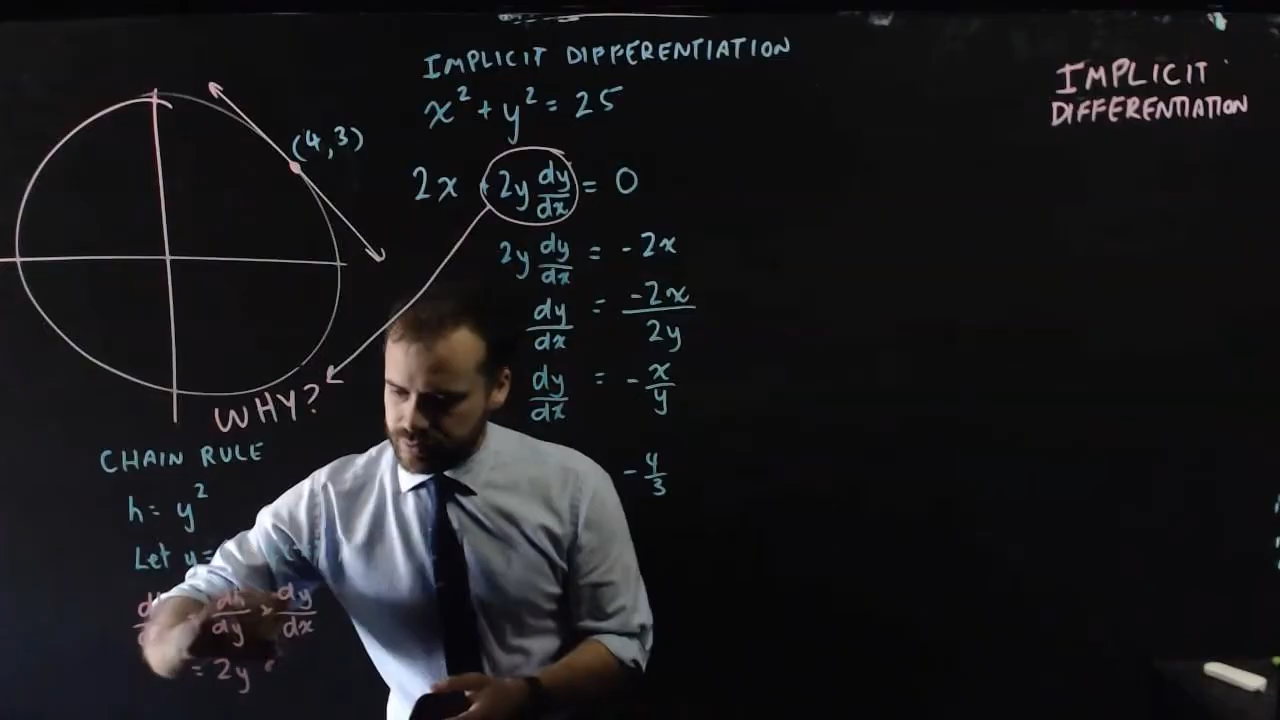 IMPLICIT DIFFERENTIATION
x² + y² = 25
2x + 2y dy/dx = 0
2y dy/dx = -2x
dy/dx = -2x/2y
dy/dx = - x/y
- 4/3
(4,3)
WHY?
CHAIN RULE
h = y²
Let y =
= dh/dy × dy/dx
= 2y
IMPLICIT
DIFFERENTIATION